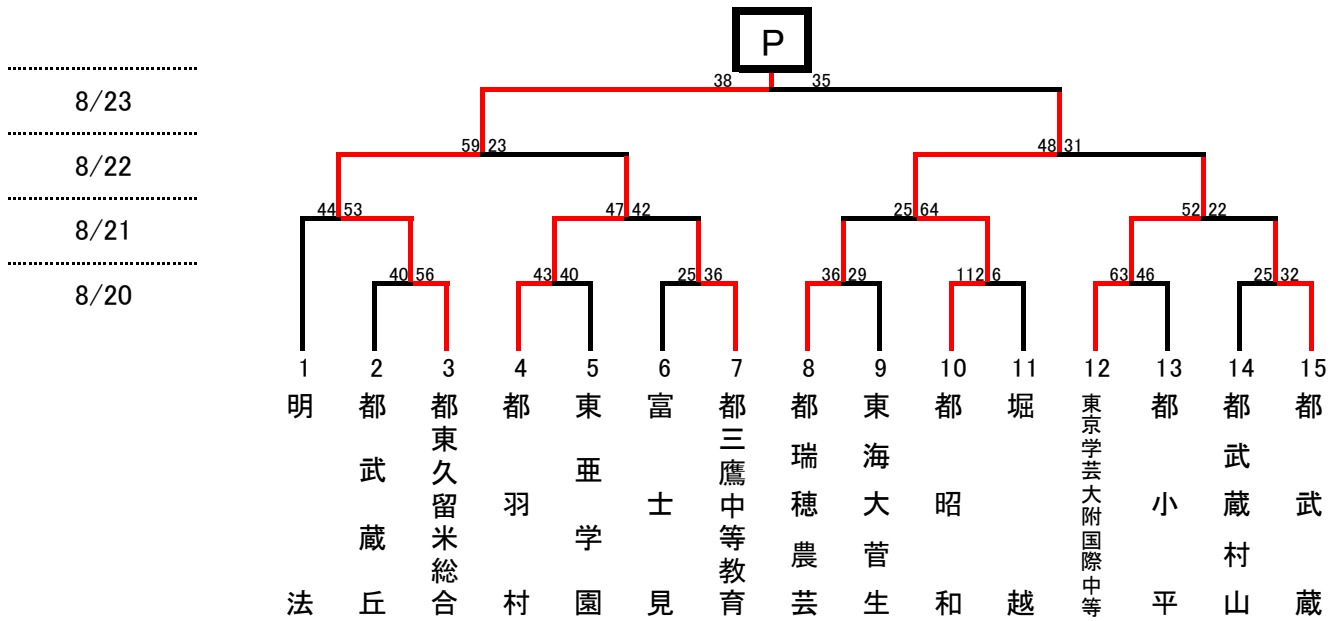 P
38 35
8/23
59 23 48 31
8/22
44 53 47 42 25 64 52 22
8/21
40 56 43 40 25 36 36 29 112 6 63 46 25 32
8/20
1 2 3 4 5 6 7 8 9 10 11 12 13 14 15
明法
都武蔵丘
都東久留米総合
都羽村
東亜学園
富士見
都三鷹中等教育
都瑞穂農芸
東海大菅生
都昭和
堀越
東京学芸大附国際中等
都小平
都武蔵村山
都武蔵